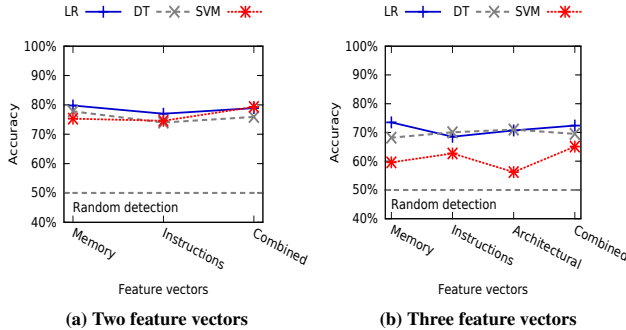 LR DT SVM
100%
90%
80%
70%
60%
50%
40%
Accuracy
Random detection
Memory
Instructions
Combined
Feature vectors
(a) Two feature vectors
LR DT SVM
100%
90%
80%
70%
60%
50%
40%
Accuracy
Random detection
Memory
Instructions
Architectural
Combined
Feature vectors
(b) Three feature vectors